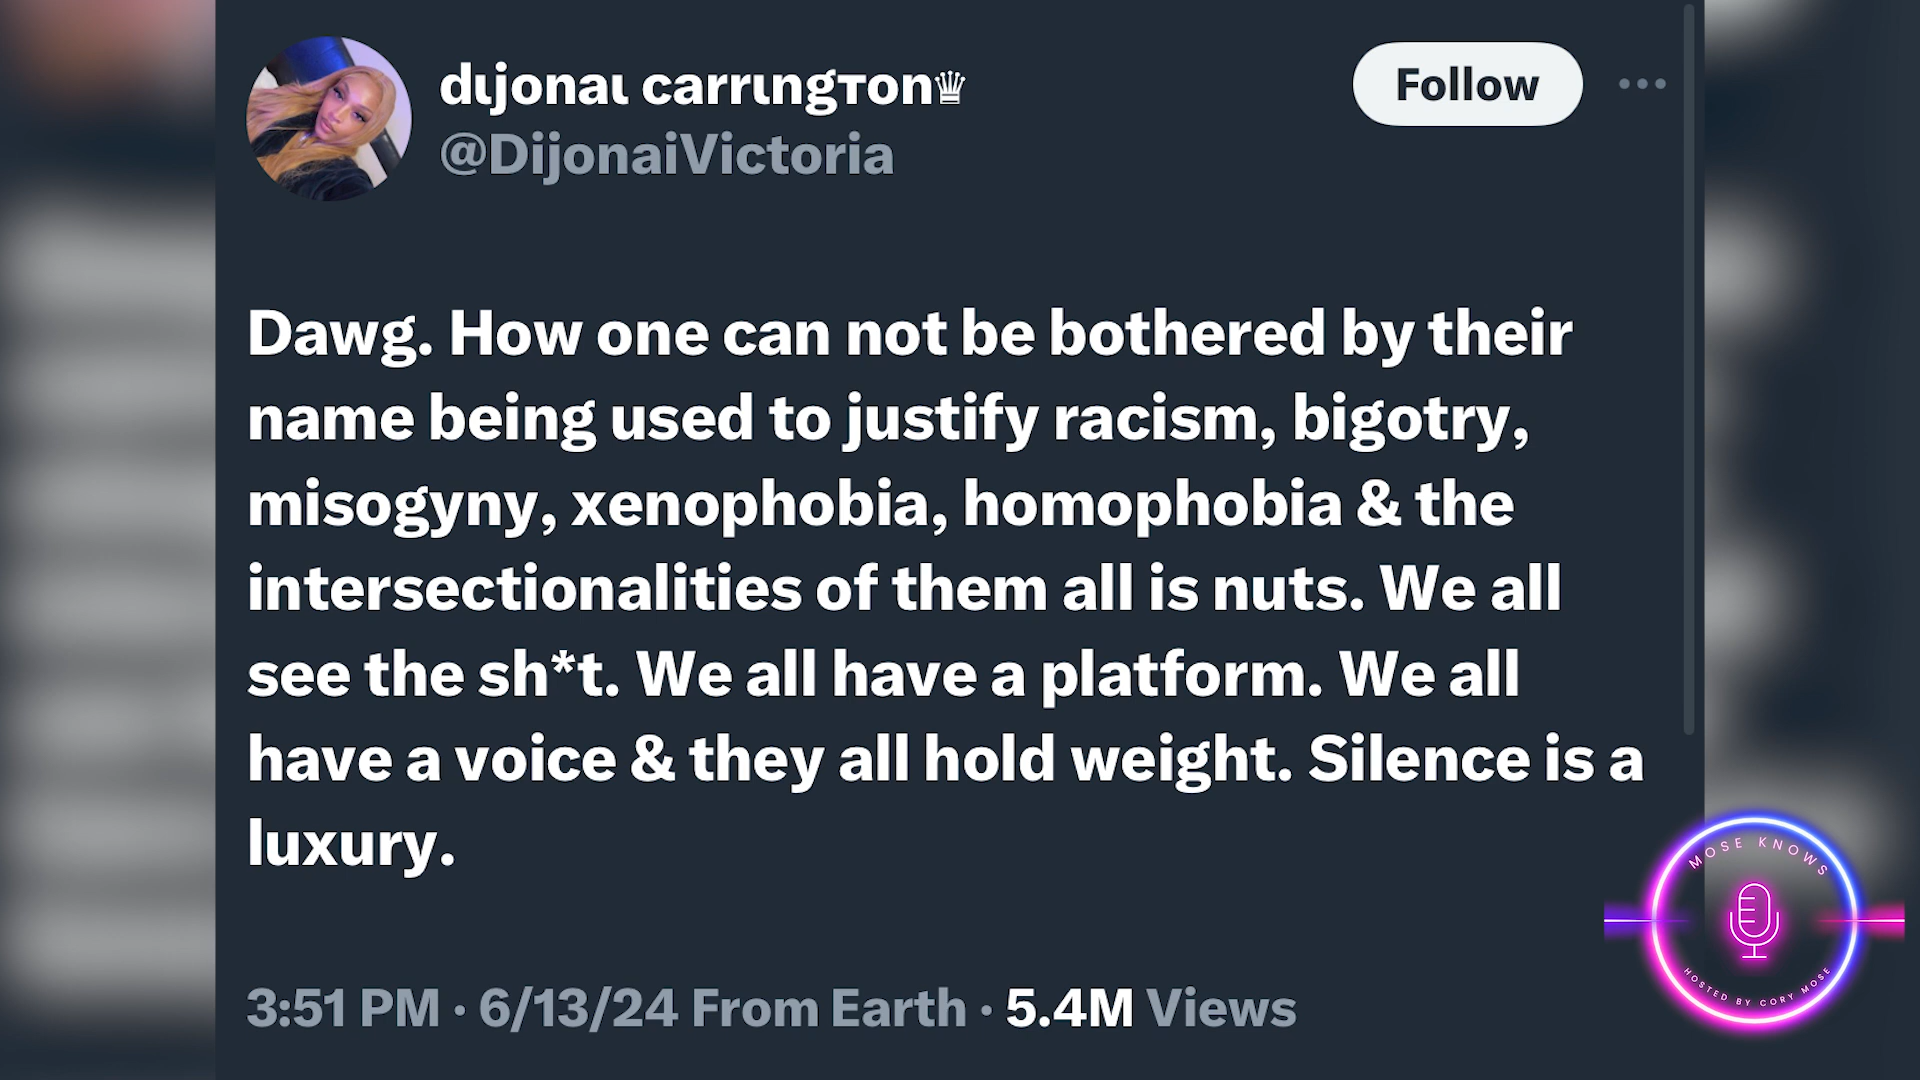 dιjonaι carrιngтon♛
@DijonaiVictoria
Follow
Dawg. How one can not be bothered by their
name being used to justify racism, bigotry,
misogyny, xenophobia, homophobia & the
intersectionalities of them all is nuts. We all
see the sh*t. We all have a platform. We all
have a voice & they all hold weight. Silence is a
luxury.
3:51 PM · 6/13/24 From Earth · 5.4M Views
MOSE KNOWS
HOSTED BY CORY MOSE